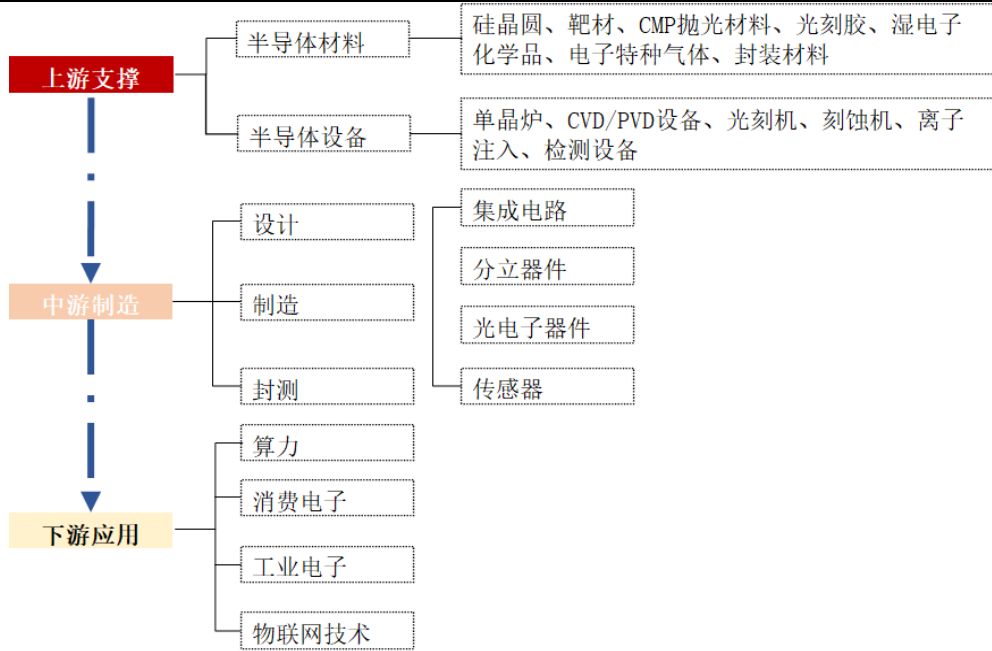 上游支撑
半导体材料
硅晶圆、靶材、CMP抛光材料、光刻胶、湿电子
化学品、电子特种气体、封装材料
半导体设备
单晶炉、CVD/PVD设备、光刻机、刻蚀机、离子
注入、检测设备
中游制造
设计
制造
封测
集成电路
分立器件
光电子器件
传感器
下游应用
算力
消费电子
工业电子
物联网技术